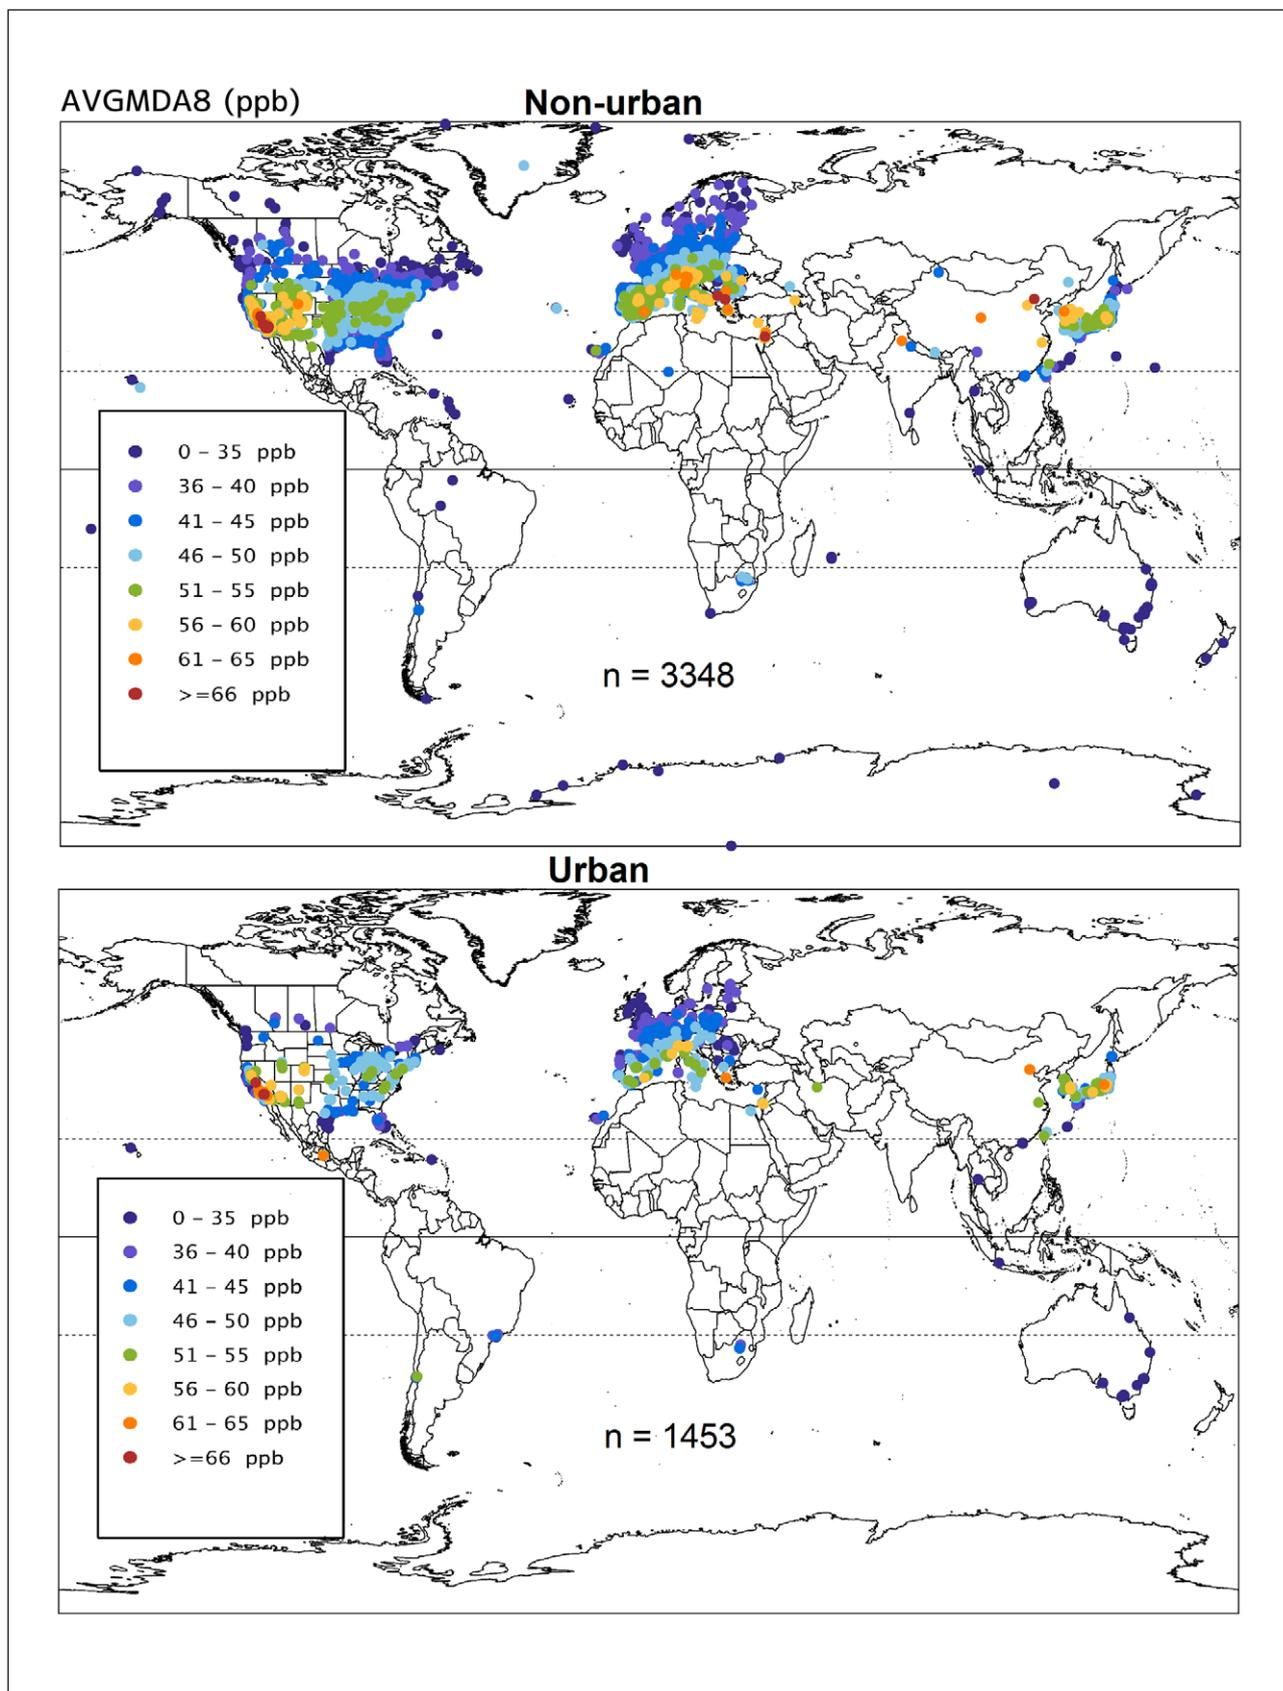 AVGMDA8 (ppb)
Non-urban
0 – 35 ppb
36 – 40 ppb
41 – 45 ppb
46 – 50 ppb
51 – 55 ppb
56 – 60 ppb
61 – 65 ppb
>=66 ppb
n = 3348
Urban
0 – 35 ppb
36 – 40 ppb
41 – 45 ppb
46 – 50 ppb
51 – 55 ppb
56 – 60 ppb
61 – 65 ppb
>=66 ppb
n = 1453